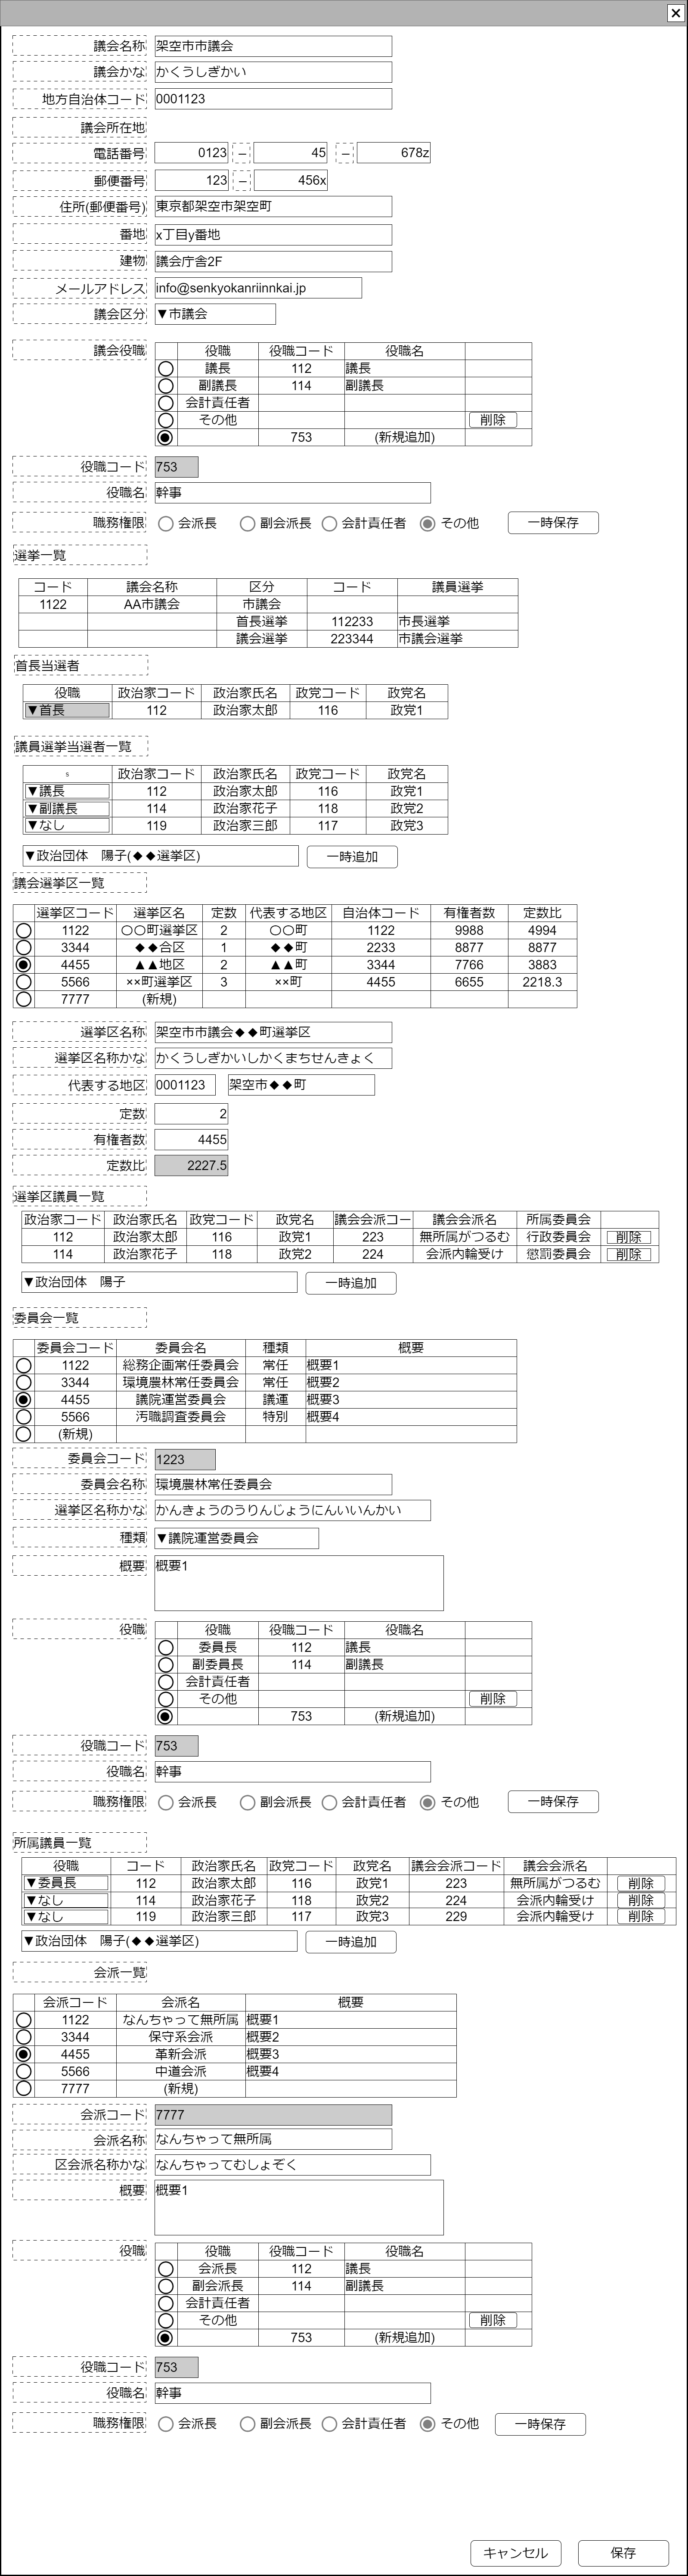 ×
議会名称 架空市市議会
議会かな かくうしぎかい
地方自治体コード 0001123
議会所在地
電話番号 0123 － 45 － 678z
郵便番号 123 － 456x
住所(郵便番号) 東京都架空市架空町
番地 x丁目y番地
建物 議会庁舎2F
メールアドレス info@senkyokanriinnkai.jp
議会区分 ▼市議会
議会役職 役職 役職コード 役職名
議長 112 議長
副議長 114 副議長
会計責任者
その他 削除
753 (新規追加)
役職コード 753
役職名 幹事
職務権限 会派長 副会派長 会計責任者 その他 一時保存
選挙一覧
コード 議会名称 区分 コード 議員選挙
1122 AA市議会 市議会
首長選挙 112233 市長選挙
議会選挙 223344 市議会選挙
首長当選者
役職 政治家コード 政治家氏名 政党コード 政党名
▼首長 112 政治家太郎 116 政党1
議員選挙当選者一覧
s 政治家コード 政治家氏名 政党コード 政党名
▼議長 112 政治家太郎 116 政党1
▼副議長 114 政治家花子 118 政党2
▼なし 119 政治家三郎 117 政党3
▼政治団体　陽子(◆◆選挙区) 一時追加
議会選挙区一覧
選挙区コード 選挙区名 定数 代表する地区 自治体コード 有権者数 定数比
1122 〇〇町選挙区 2 〇〇町 1122 9988 4994
3344 ◆◆合区 1 ◆◆町 2233 8877 8877
4455 ▲▲地区 2 ▲▲町 3344 7766 3883
5566 ××町選挙区 3 ××町 4455 6655 2218.3
7777 (新規)
選挙区名称 架空市市議会◆◆町選挙区
選挙区名称かな かくうしぎかいしかくまちせんきょく
代表する地区 0001123 架空市◆◆町
定数 2
有権者数 4455
定数比 2227.5
選挙区議員一覧
政治家コード 政治家氏名 政党コード 政党名 議会会派コー 議会会派名 所属委員会
112 政治家太郎 116 政党1 223 無所属がつるむ 行政委員会 削除
114 政治家花子 118 政党2 224 会派内輪受け 懲罰委員会 削除
▼政治団体　陽子 一時追加
委員会一覧
委員会コード 委員会名 種類 概要
1122 総務企画常任委員会 常任 概要1
3344 環境農林常任委員会 常任 概要2
4455 議院運営委員会 議運 概要3
5566 汚職調査委員会 特別 概要4
(新規)
委員会コード 1223
委員会名称 環境農林常任委員会
選挙区名称かな かんきょうのうりんじょうにんいいんかい
種類 ▼議院運営委員会
概要 概要1
役職 役職 役職コード 役職名
委員長 112 議長
副委員長 114 副議長
会計責任者
その他 削除
753 (新規追加)
役職コード 753
役職名 幹事
職務権限 会派長 副会派長 会計責任者 その他 一時保存
所属議員一覧
役職 コード 政治家氏名 政党コード 政党名 議会会派コード 議会会派名
▼委員長 112 政治家太郎 116 政党1 223 無所属がつるむ 削除
▼なし 114 政治家花子 118 政党2 224 会派内輪受け 削除
▼なし 119 政治家三郎 117 政党3 229 会派内輪受け 削除
▼政治団体　陽子(◆◆選挙区) 一時追加
会派一覧
会派コード 会派名 概要
1122 なんちゃって無所属 概要1
3344 保守系会派 概要2
4455 革新会派 概要3
5566 中道会派 概要4
7777 (新規)
会派コード 7777
会派名称 なんちゃって無所属
区会派名称かな なんちゃってむしょぞく
概要 概要1
役職 役職 役職コード 役職名
会派長 112 議長
副会派長 114 副議長
会計責任者
その他 削除
753 (新規追加)
役職コード 753
役職名 幹事
職務権限 会派長 副会派長 会計責任者 その他 一時保存
キャンセル 保存